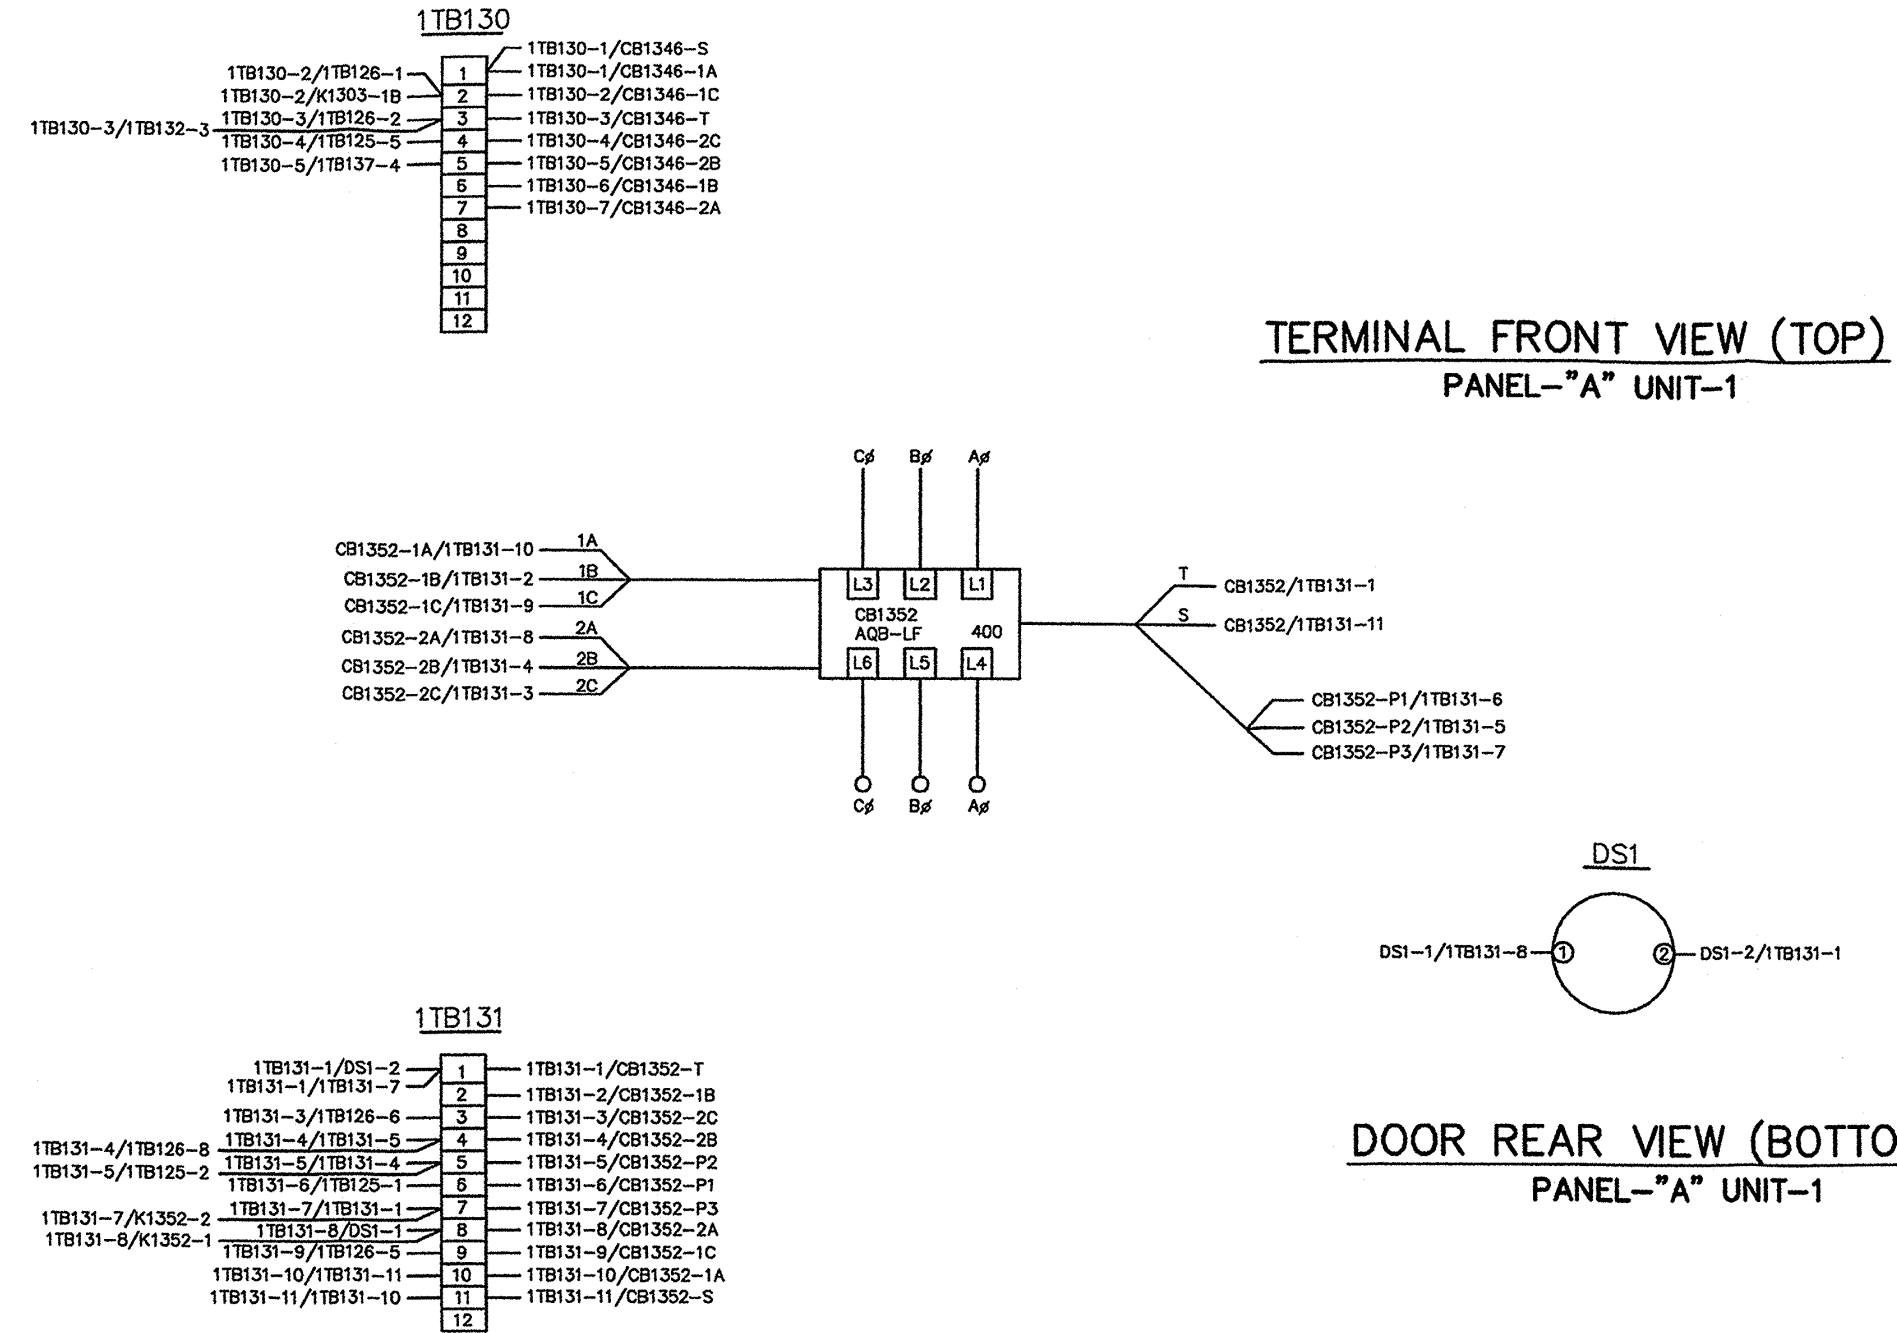 1TB130
1TB130-1/CB1346-S
1TB130-2/1TB126-1 1 1TB130-1/CB1346-1A
1TB130-2/K1303-1B 2 1TB130-2/CB1346-1C
1TB130-3/1TB126-2 3 1TB130-3/CB1346-T
1TB130-3/1TB132-3
1TB130-4/1TB125-5 4 1TB130-4/CB1346-2C
1TB130-5/1TB137-4 5 1TB130-5/CB1346-2B
6 1TB130-6/CB1346-1B
7 1TB130-7/CB1346-2A
8
9
10
11
12
TERMINAL FRONT VIEW (TOP)
PANEL-"A" UNIT-1
CØ BØ AØ
CB1352-1A/1TB131-10 1A
CB1352-1B/1TB131-2 1B
CB1352-1C/1TB131-9 1C
CB1352-2A/1TB131-8 2A
CB1352-2B/1TB131-4 2B
CB1352-2C/1TB131-3 2C
L3 L2 L1
CB1352
AQB-LF 400
L6 L5 L4
T CB1352/1TB131-1
S CB1352/1TB131-11
CB1352-P1/1TB131-6
CB1352-P2/1TB131-5
CB1352-P3/1TB131-7
CØ BØ AØ
DS1
DS1-1/1TB131-8 1 2 DS1-2/1TB131-1
1TB131
1TB131-1/DS1-2 1 1TB131-1/CB1352-T
1TB131-1/1TB131-7
2 1TB131-2/CB1352-1B
1TB131-3/1TB126-6 3 1TB131-3/CB1352-2C
1TB131-4/1TB131-5 4 1TB131-4/CB1352-2B
1TB131-4/1TB126-8
1TB131-5/1TB131-4 5 1TB131-5/CB1352-P2
1TB131-5/1TB125-2
1TB131-6/1TB125-1 6 1TB131-6/CB1352-P1
1TB131-7/1TB131-1 7 1TB131-7/CB1352-P3
1TB131-7/K1352-2
1TB131-8/DS1-1 8 1TB131-8/CB1352-2A
1TB131-8/K1352-1
1TB131-9/1TB126-5 9 1TB131-9/CB1352-1C
1TB131-10/1TB131-11 10 1TB131-10/CB1352-1A
1TB131-11/1TB131-10 11 1TB131-11/CB1352-S
12
DOOR REAR VIEW (BOTTO
PANEL-"A" UNIT-1